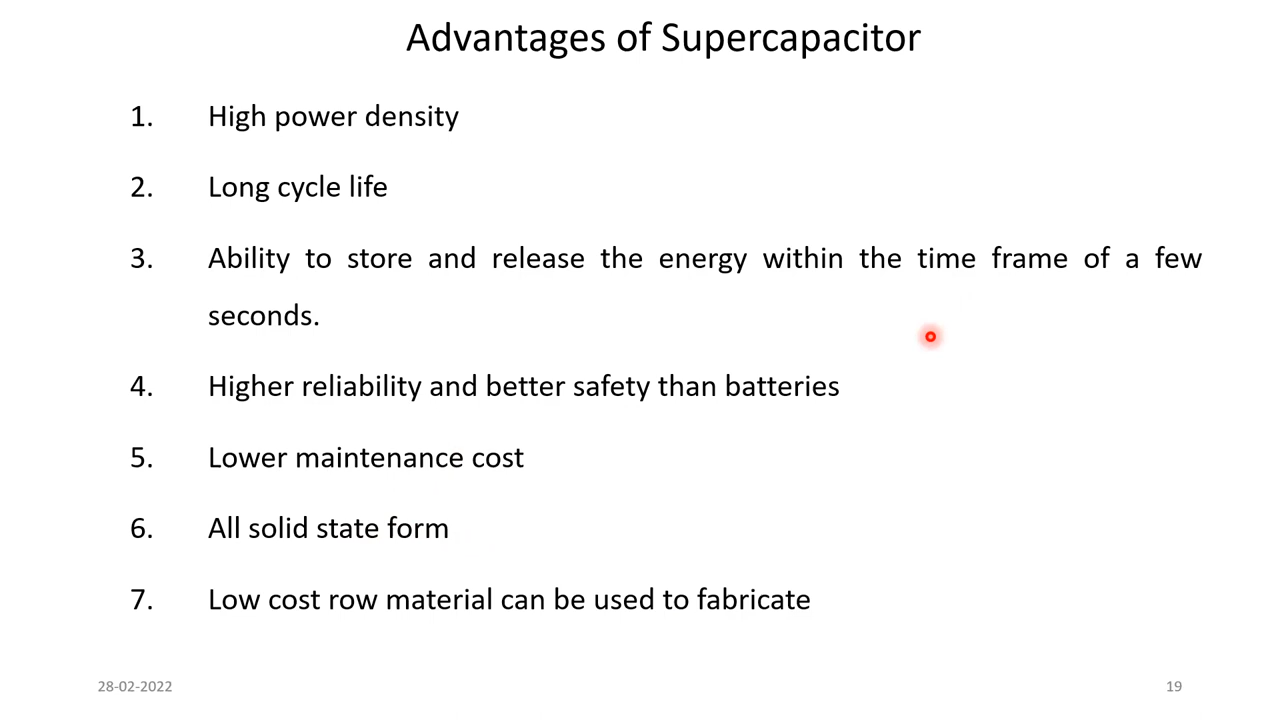 Advantages of Supercapacitor
1. High power density
2. Long cycle life
3. Ability to store and release the energy within the time frame of a few
seconds.
4. Higher reliability and better safety than batteries
5. Lower maintenance cost
6. All solid state form
7. Low cost row material can be used to fabricate
28-02-2022 19